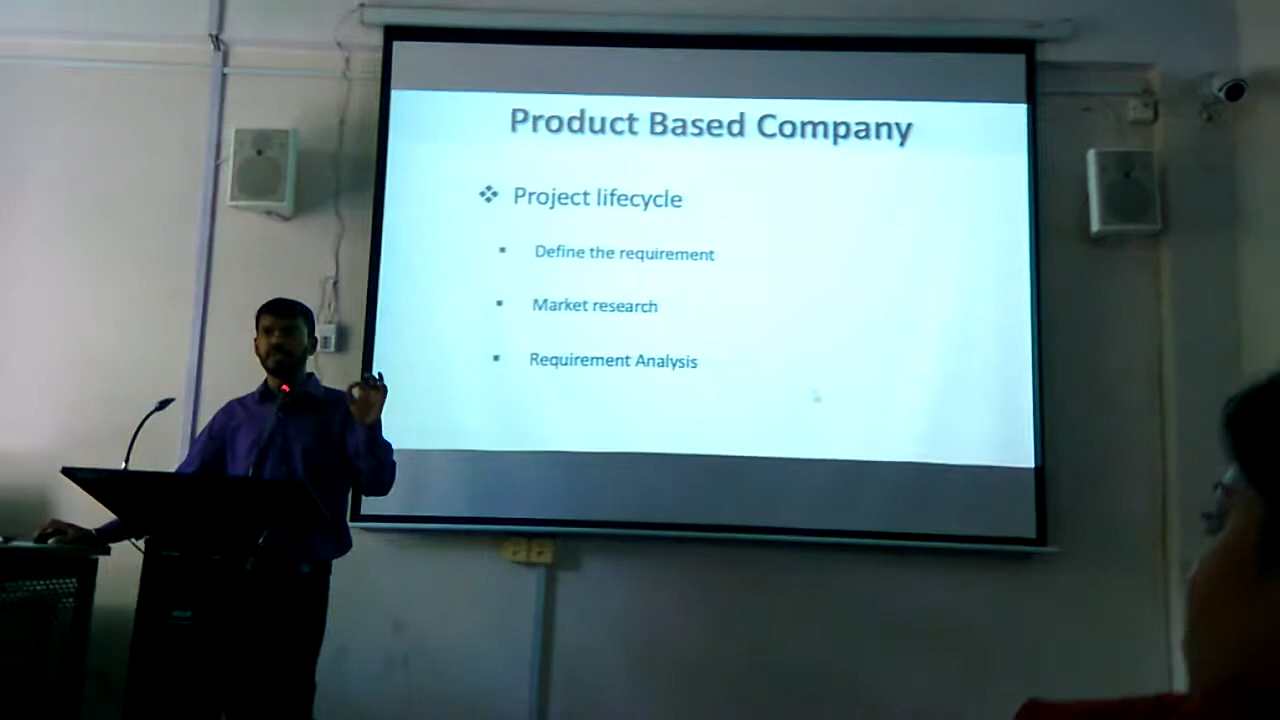 Product Based Company
Project lifecycle
Define the requirement
Market research
Requirement Analysis